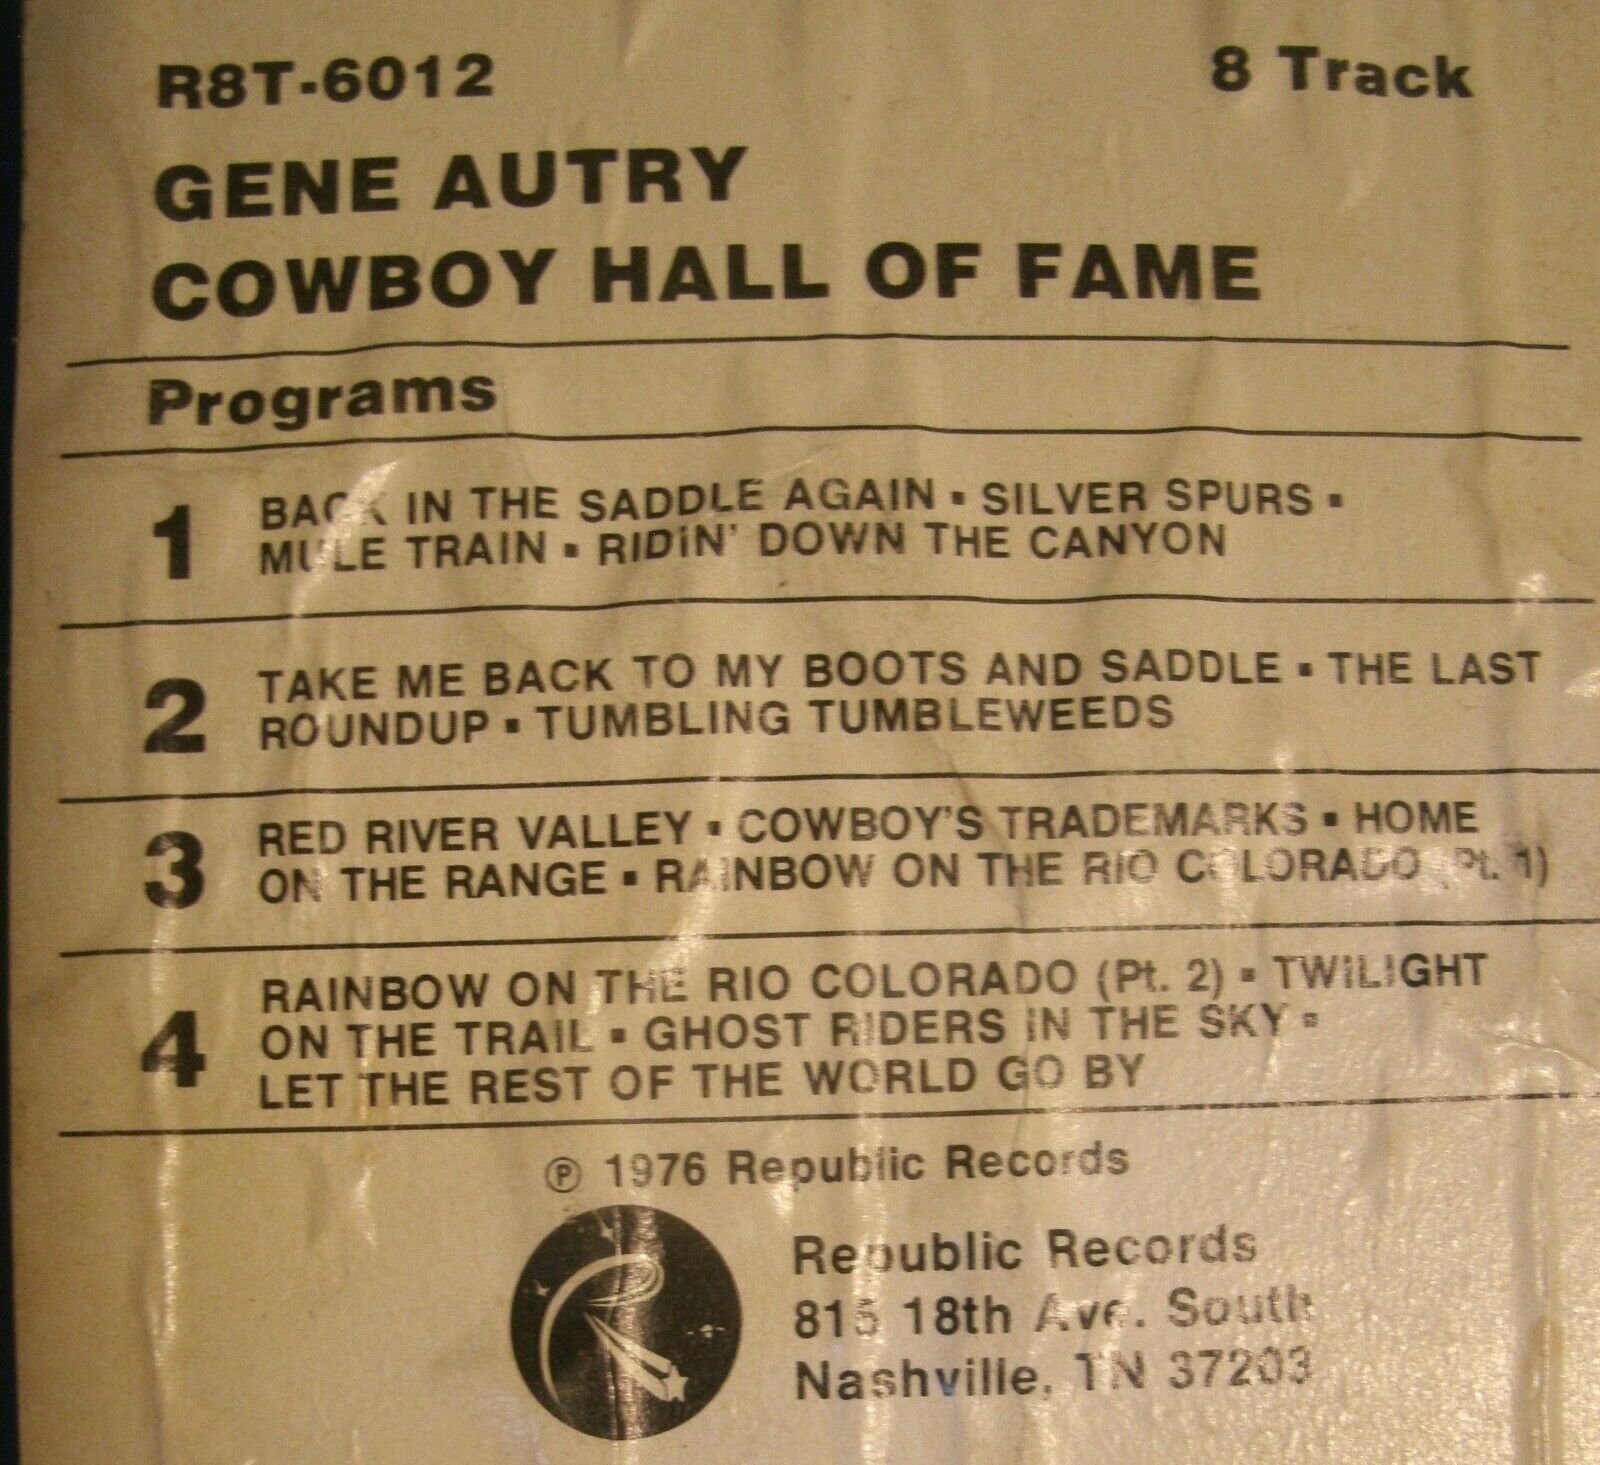 R8T-6012 8 Track
GENE AUTRY
COWBOY HALL OF FAME
Programs
1 BACK IN THE SADDLE AGAIN ▪ SILVER SPURS ▪
MULE TRAIN ▪ RIDIN' DOWN THE CANYON
2 TAKE ME BACK TO MY BOOTS AND SADDLE ▪ THE LAST
ROUNDUP ▪ TUMBLING TUMBLEWEEDS
3 RED RIVER VALLEY ▪ COWBOY'S TRADEMARKS ▪ HOME
ON THE RANGE ▪ RAINBOW ON THE RIO COLORADO (Pt. 1)
4 RAINBOW ON THE RIO COLORADO (Pt. 2) ▪ TWILIGHT
ON THE TRAIL ▪ GHOST RIDERS IN THE SKY ▪
LET THE REST OF THE WORLD GO BY
℗ 1976 Republic Records
Republic Records
815 18th Ave. South
Nashville, TN 37203